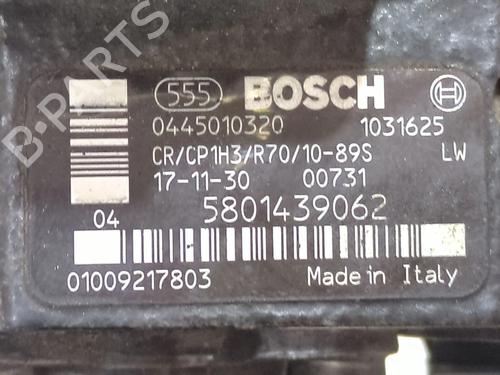 B-PARTS
555 BOSCH
0445010320 1031625
CR/CP1H3/R70/10-89S LW
17-11-30 00731
04 5801439062
01009217803 Made in Italy